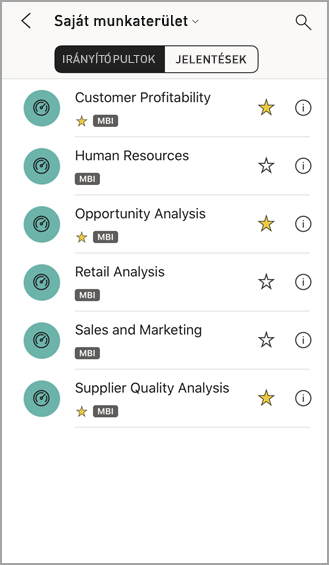 Saját munkaterület
IRÁNYÍTÓPULTOK JELENTÉSEK
Customer Profitability
MBI
Human Resources
MBI
Opportunity Analysis
MBI
Retail Analysis
MBI
Sales and Marketing
MBI
Supplier Quality Analysis
MBI